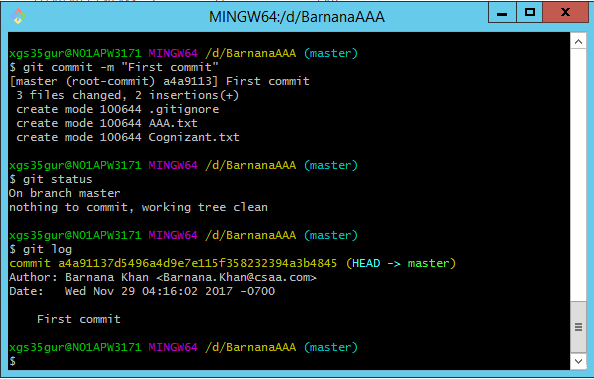 MINGW64:/d/BarnanaAAA
xgs35gur@NO1APW3171 MINGW64 /d/BarnanaAAA (master)
$ git commit -m "First commit"
[master (root-commit) a4a9113] First commit
 3 files changed, 2 insertions(+)
 create mode 100644 .gitignore
 create mode 100644 AAA.txt
 create mode 100644 Cognizant.txt
xgs35gur@NO1APW3171 MINGW64 /d/BarnanaAAA (master)
$ git status
On branch master
nothing to commit, working tree clean
xgs35gur@NO1APW3171 MINGW64 /d/BarnanaAAA (master)
$ git log
commit a4a91137d5496a4d9e7e115f358232394a3b4845 (HEAD -> master)
Author: Barnana Khan <Barnana.Khan@csaa.com>
Date:   Wed Nov 29 04:16:02 2017 -0700
    First commit
xgs35gur@NO1APW3171 MINGW64 /d/BarnanaAAA (master)
$